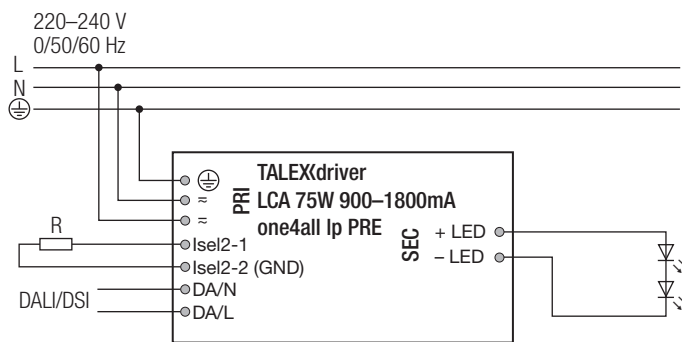 220–240 V
0/50/60 Hz
L
N
PRI
TALEXXdriver
LCA 75W 900–1800mA
one4all lp PRE
≂
≂
R
Isel2-1
Isel2-2 (GND)
DALI/DSI
DA/N
DA/L
SEC
+ LED
– LED